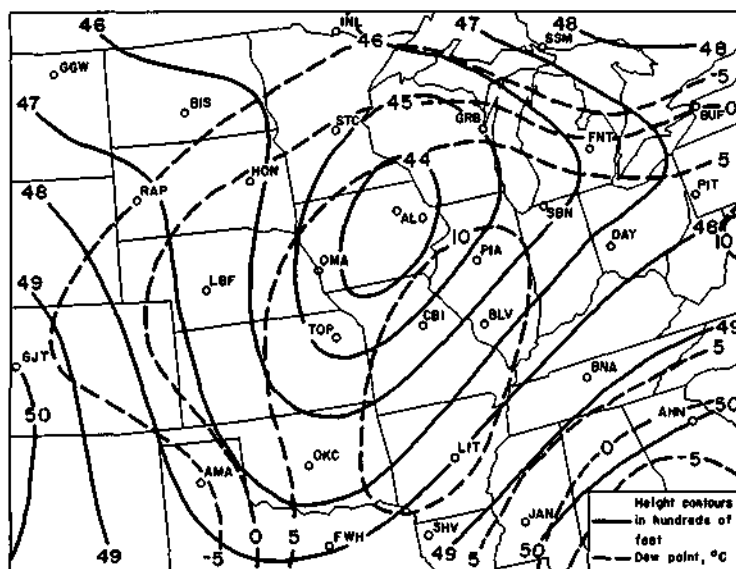 46
INL
47
48
SSM
48
46
GGW
-5
47
BIS
STC
45
GRB
0
BUF
FNT
44
5
48
RAP
HON
PIT
AL
SBN
46
OMA
10
DAY
10
49
LBF
PIA
TOP
CBI
BLV
49
GJT
BNA
5
50
AHN
50
OKC
LIT
0
-5
AMA
JAN
Height contours
in hundreds of
feet
Dew point, °C
FWH
SHV
49
-5
0
5
49
5
50